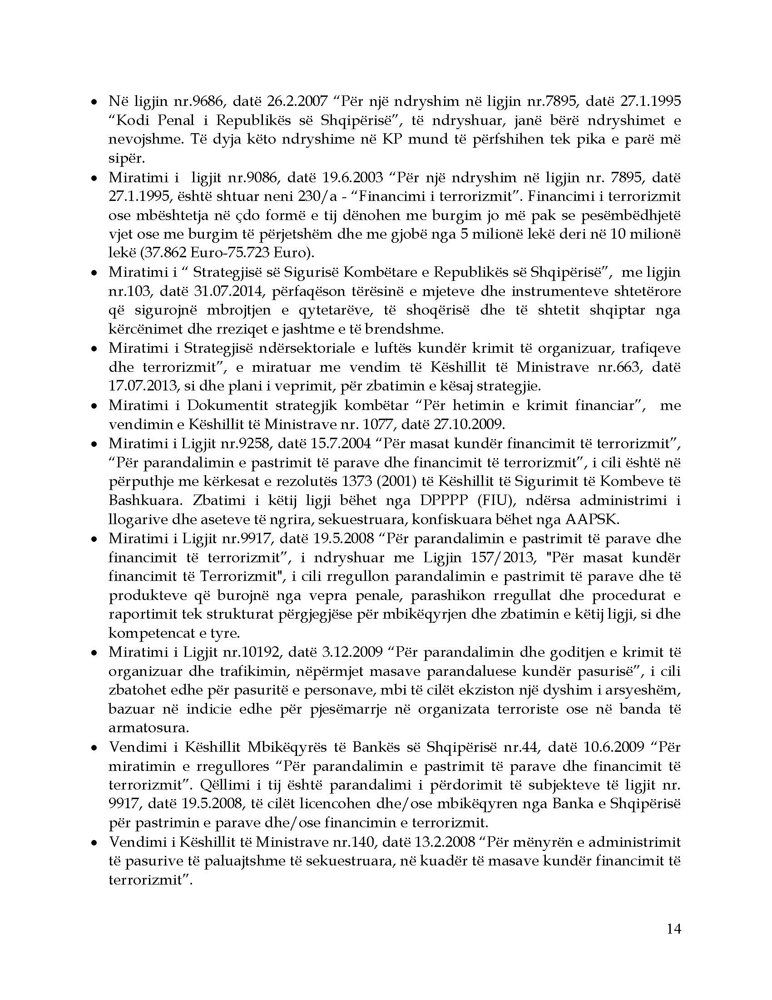 • Në ligjin nr.9686, datë 26.2.2007 “Për një ndryshim në ligjin nr.7895, datë 27.1.1995
“Kodi Penal i Republikës së Shqipërisë”, të ndryshuar, janë bërë ndryshimet e
nevojshme. Të dyja këto ndryshime në KP mund të përfshihen tek pika e parë më
sipër.
• Miratimi i ligjit nr.9086, datë 19.6.2003 “Për një ndryshim në ligjin nr. 7895, datë
27.1.1995, është shtuar neni 230/a - “Financimi i terrorizmit”. Financimi i terrorizmit
ose mbështetja në çdo formë e tij dënohen me burgim jo më pak se pesëmbëdhjetë
vjet ose me burgim të përjetshëm dhe me gjobë nga 5 milionë lekë deri në 10 milionë
lekë (37.862 Euro-75.723 Euro).
• Miratimi i “ Strategjisë së Sigurisë Kombëtare e Republikës së Shqipërisë”, me ligjin
nr.103, datë 31.07.2014, përfaqëson tërësinë e mjeteve dhe instrumenteve shtetërore
që sigurojnë mbrojtjen e qytetarëve, të shoqërisë dhe të shtetit shqiptar nga
kërcënimet dhe rreziqet e jashtme e të brendshme.
• Miratimi i Strategjisë ndërsektoriale e luftës kundër krimit të organizuar, trafiqeve
dhe terrorizmit”, e miratuar me vendim të Këshillit të Ministrave nr.663, datë
17.07.2013, si dhe plani i veprimit, për zbatimin e kësaj strategjie.
• Miratimi i Dokumentit strategjik kombëtar “Për hetimin e krimit financiar”, me
vendimin e Këshillit të Ministrave nr. 1077, datë 27.10.2009.
• Miratimi i Ligjit nr.9258, datë 15.7.2004 “Për masat kundër financimit të terrorizmit”,
“Për parandalimin e pastrimit të parave dhe financimit të terrorizmit”, i cili është në
përputhje me kërkesat e rezolutës 1373 (2001) të Këshillit të Sigurimit të Kombeve të
Bashkuara. Zbatimi i këtij ligji bëhet nga DPPPP (FIU), ndërsa administrimi i
llogarive dhe aseteve të ngrira, sekuestruara, konfiskuara bëhet nga AAPSK.
• Miratimi i Ligjit nr.9917, datë 19.5.2008 “Për parandalimin e pastrimit të parave dhe
financimit të terrorizmit”, i ndryshuar me Ligjin 157/2013, "Për masat kundër
financimit të Terrorizmit", i cili rregullon parandalimin e pastrimit të parave dhe të
produkteve që burojnë nga vepra penale, parashikon rregullat dhe procedurat e
raportimit tek strukturat përgjegjëse për mbikëqyrjen dhe zbatimin e këtij ligji, si dhe
kompetencat e tyre.
• Miratimi i Ligjit nr.10192, datë 3.12.2009 “Për parandalimin dhe goditjen e krimit të
organizuar dhe trafikimin, nëpërmjet masave parandaluese kundër pasurisë”, i cili
zbatohet edhe për pasuritë e personave, mbi të cilët ekziston një dyshim i arsyeshëm,
bazuar në indicie edhe për pjesëmarrje në organizata terroriste ose në banda të
armatosura.
• Vendimi i Këshillit Mbikëqyrës të Bankës së Shqipërisë nr.44, datë 10.6.2009 “Për
miratimin e rregullores “Për parandalimin e pastrimit të parave dhe financimit të
terrorizmit”. Qëllimi i tij është parandalimi i përdorimit të subjekteve të ligjit nr.
9917, datë 19.5.2008, të cilët licencohen dhe/ose mbikëqyren nga Banka e Shqipërisë
për pastrimin e parave dhe/ose financimin e terrorizmit.
• Vendimi i Këshillit të Ministrave nr.140, datë 13.2.2008 “Për mënyrën e administrimit
të pasurive të paluajtshme të sekuestruara, në kuadër të masave kundër financimit të
terrorizmit”.
14